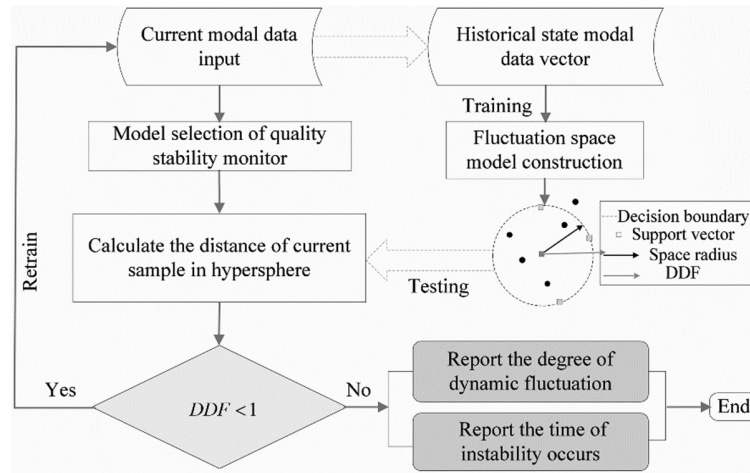 Current modal data
input
Historical state modal
data vector
Training
Model selection of quality
stability monitor
Fluctuation space
model construction
Decision boundary
Support vector
Space radius
DDF
Calculate the distance of current
sample in hypersphere
Testing
Retrain
Yes
DDF < 1
No
Report the degree of
dynamic fluctuation
Report the time of
instability occurs
End